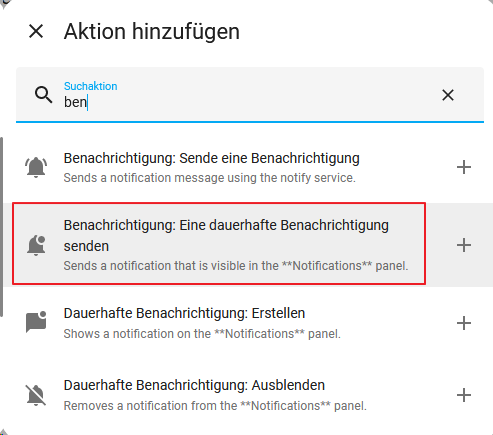 Aktion hinzufügen
Suchaktion
ben
Benachrichtigung: Sende eine Benachrichtigung
Sends a notification message using the notify service.
Benachrichtigung: Eine dauerhafte Benachrichtigung
senden
Sends a notification that is visible in the **Notifications** panel.
Dauerhafte Benachrichtigung: Erstellen
Shows a notification on the **Notifications** panel.
Dauerhafte Benachrichtigung: Ausblenden
Removes a notification from the **Notifications** panel.